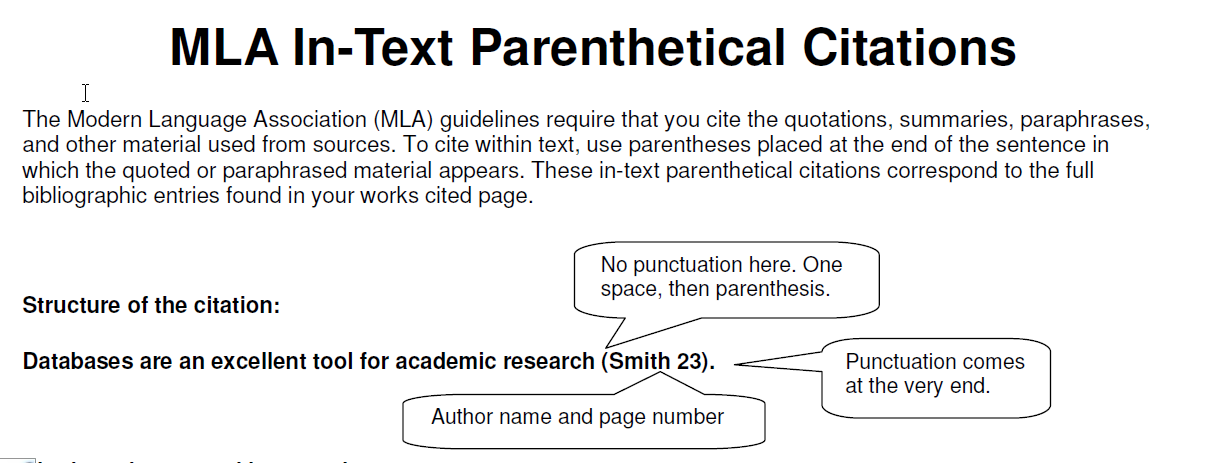 MLA In-Text Parenthetical Citations
The Modern Language Association (MLA) guidelines require that you cite the quotations, summaries, paraphrases,
and other material used from sources. To cite within text, use parentheses placed at the end of the sentence in
which the quoted or paraphrased material appears. These in-text parenthetical citations correspond to the full
bibliographic entries found in your works cited page.
No punctuation here. One
space, then parenthesis.
Structure of the citation:
Databases are an excellent tool for academic research (Smith 23).
Punctuation comes
at the very end.
Author name and page number